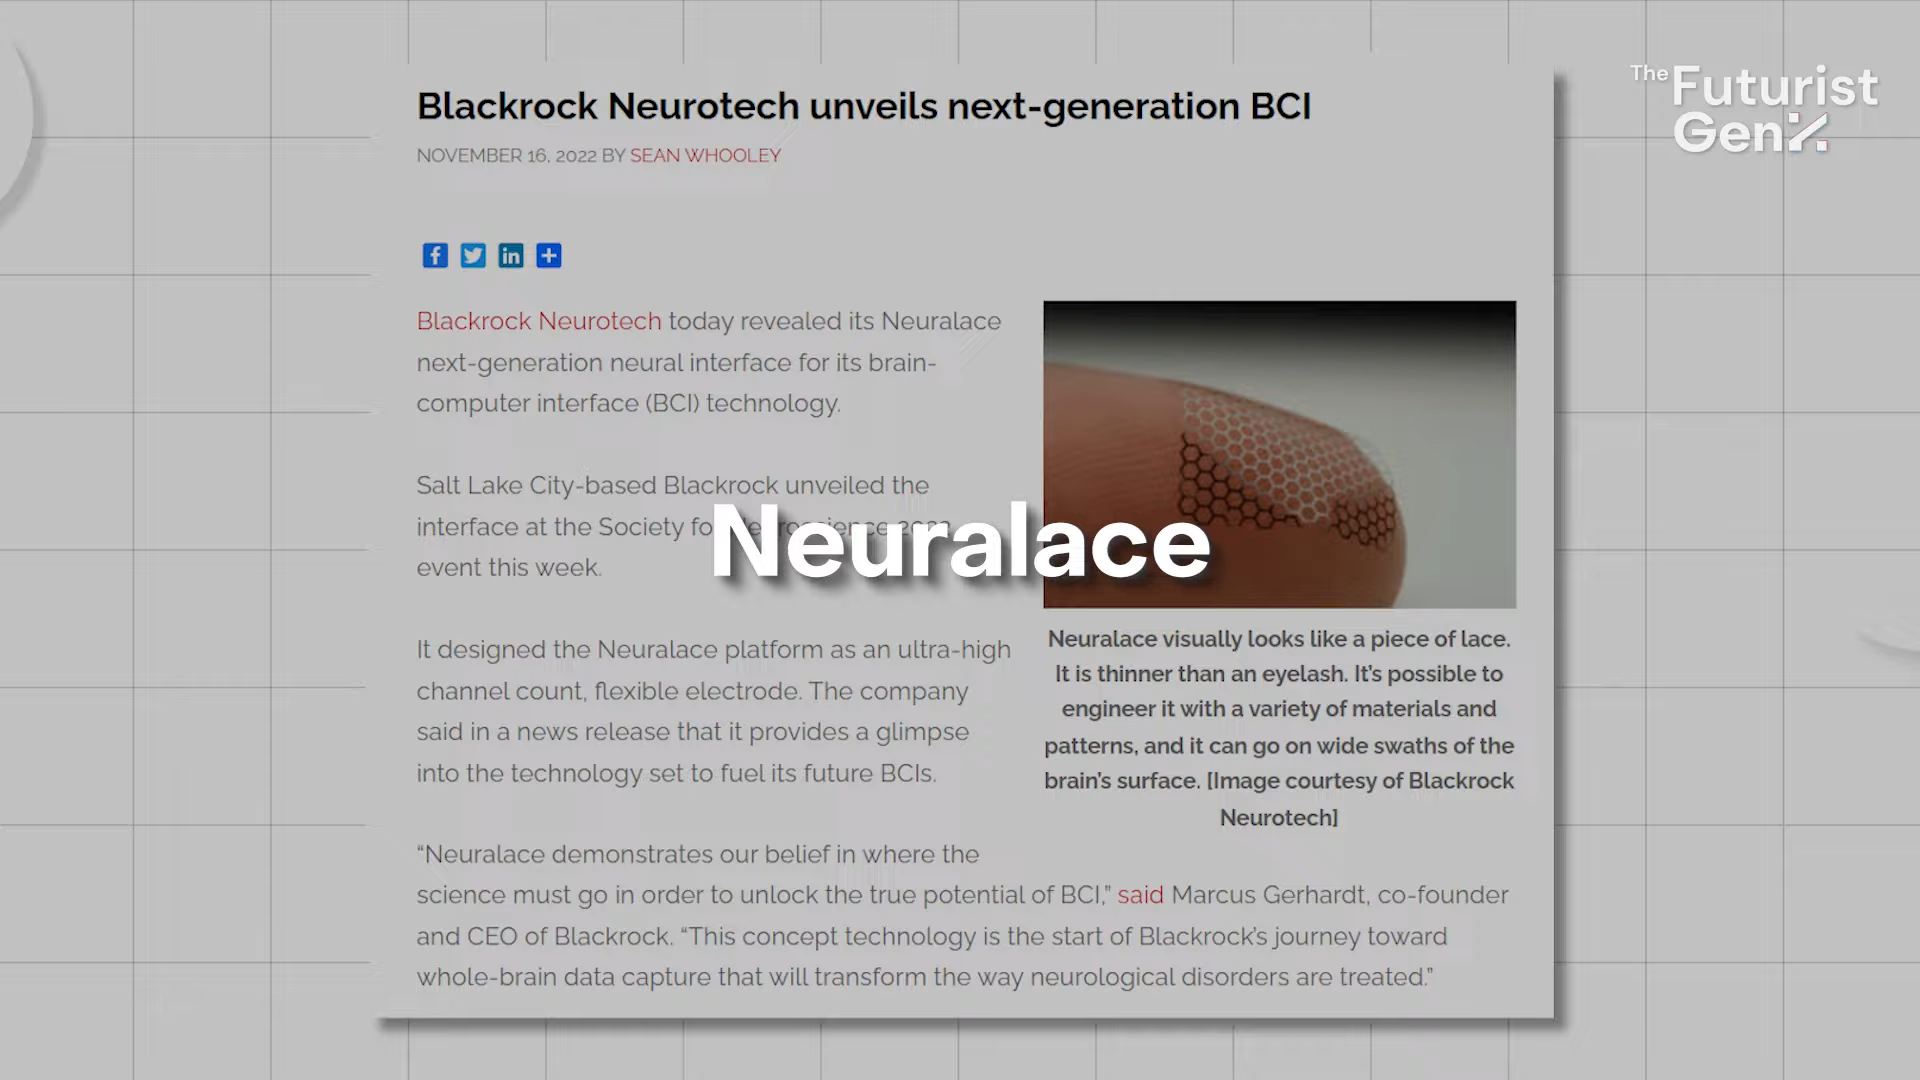 The Futurist
GenX
Blackrock Neurotech unveils next-generation BCI
NOVEMBER 16, 2022 BY SEAN WHOOLEY
Blackrock Neurotech today revealed its Neuralace
next-generation neural interface for its brain-
computer interface (BCI) technology.
Salt Lake City-based Blackrock unveiled the
interface at the Society for Neuroscience 2022
event this week.
Neuralace
It designed the Neuralace platform as an ultra-high
channel count, flexible electrode. The company
said in a news release that it provides a glimpse
into the technology set to fuel its future BCIs.
Neuralace visually looks like a piece of lace.
It is thinner than an eyelash. It's possible to
engineer it with a variety of materials and
patterns, and it can go on wide swaths of the
brain's surface. [Image courtesy of Blackrock
Neurotech]
“Neuralace demonstrates our belief in where the
science must go in order to unlock the true potential of BCI,” said Marcus Gerhardt, co-founder
and CEO of Blackrock. “This concept technology is the start of Blackrock's journey toward
whole-brain data capture that will transform the way neurological disorders are treated.”